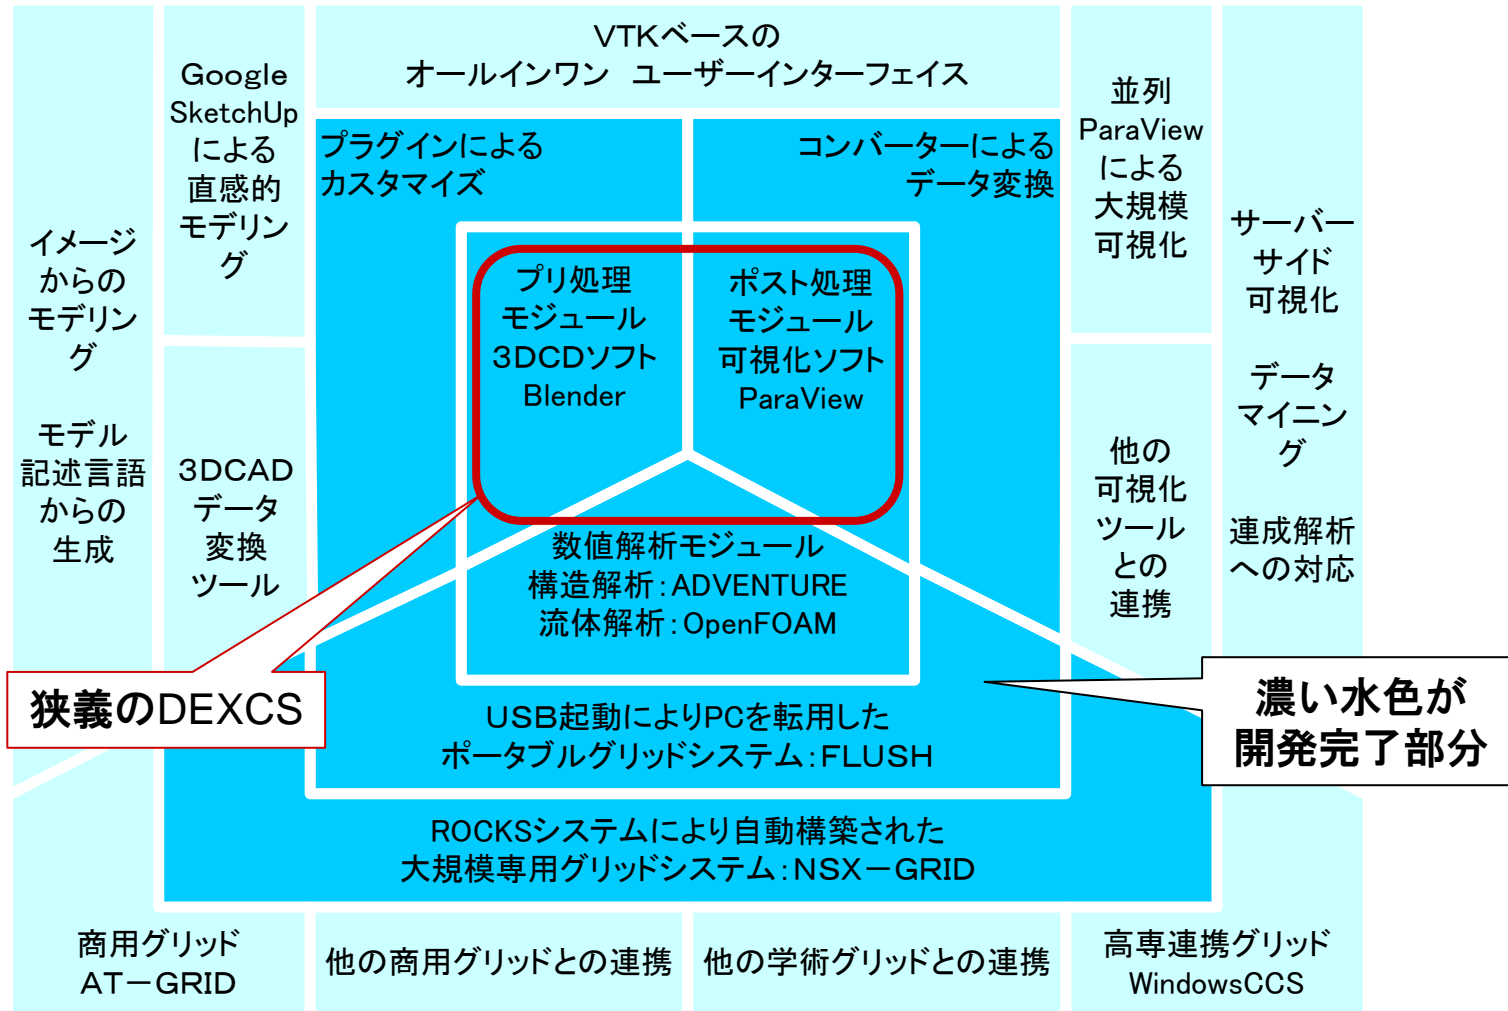 VTKベースの
オールインワン　ユーザーインターフェイス
Google
SketchUp
による
直感的
モデリン
グ
並列
ParaView
による
大規模
可視化
プラグインによる
カスタマイズ
コンバーターによる
データ変換
イメージ
からの
モデリン
グ
モデル
記述言語
からの
生成
サーバー
サイド
可視化
データ
マイニン
グ
連成解析
への対応
プリ処理
モジュール
3DCDソフト
Blender
ポスト処理
モジュール
可視化ソフト
ParaView
3DCAD
データ
変換
ツール
他の
可視化
ツール
との
連携
数値解析モジュール
構造解析：ADVENTURE
流体解析：OpenFOAM
狭義のDEXCS
濃い水色が
開発完了部分
USB起動によりPCを転用した
ポータブルグリッドシステム：FLUSH
ROCKSシステムにより自動構築された
大規模専用グリッドシステム：NSX－GRID
商用グリッド
AT－GRID
他の商用グリッドとの連携
他の学術グリッドとの連携
高専連携グリッド
WindowsCCS